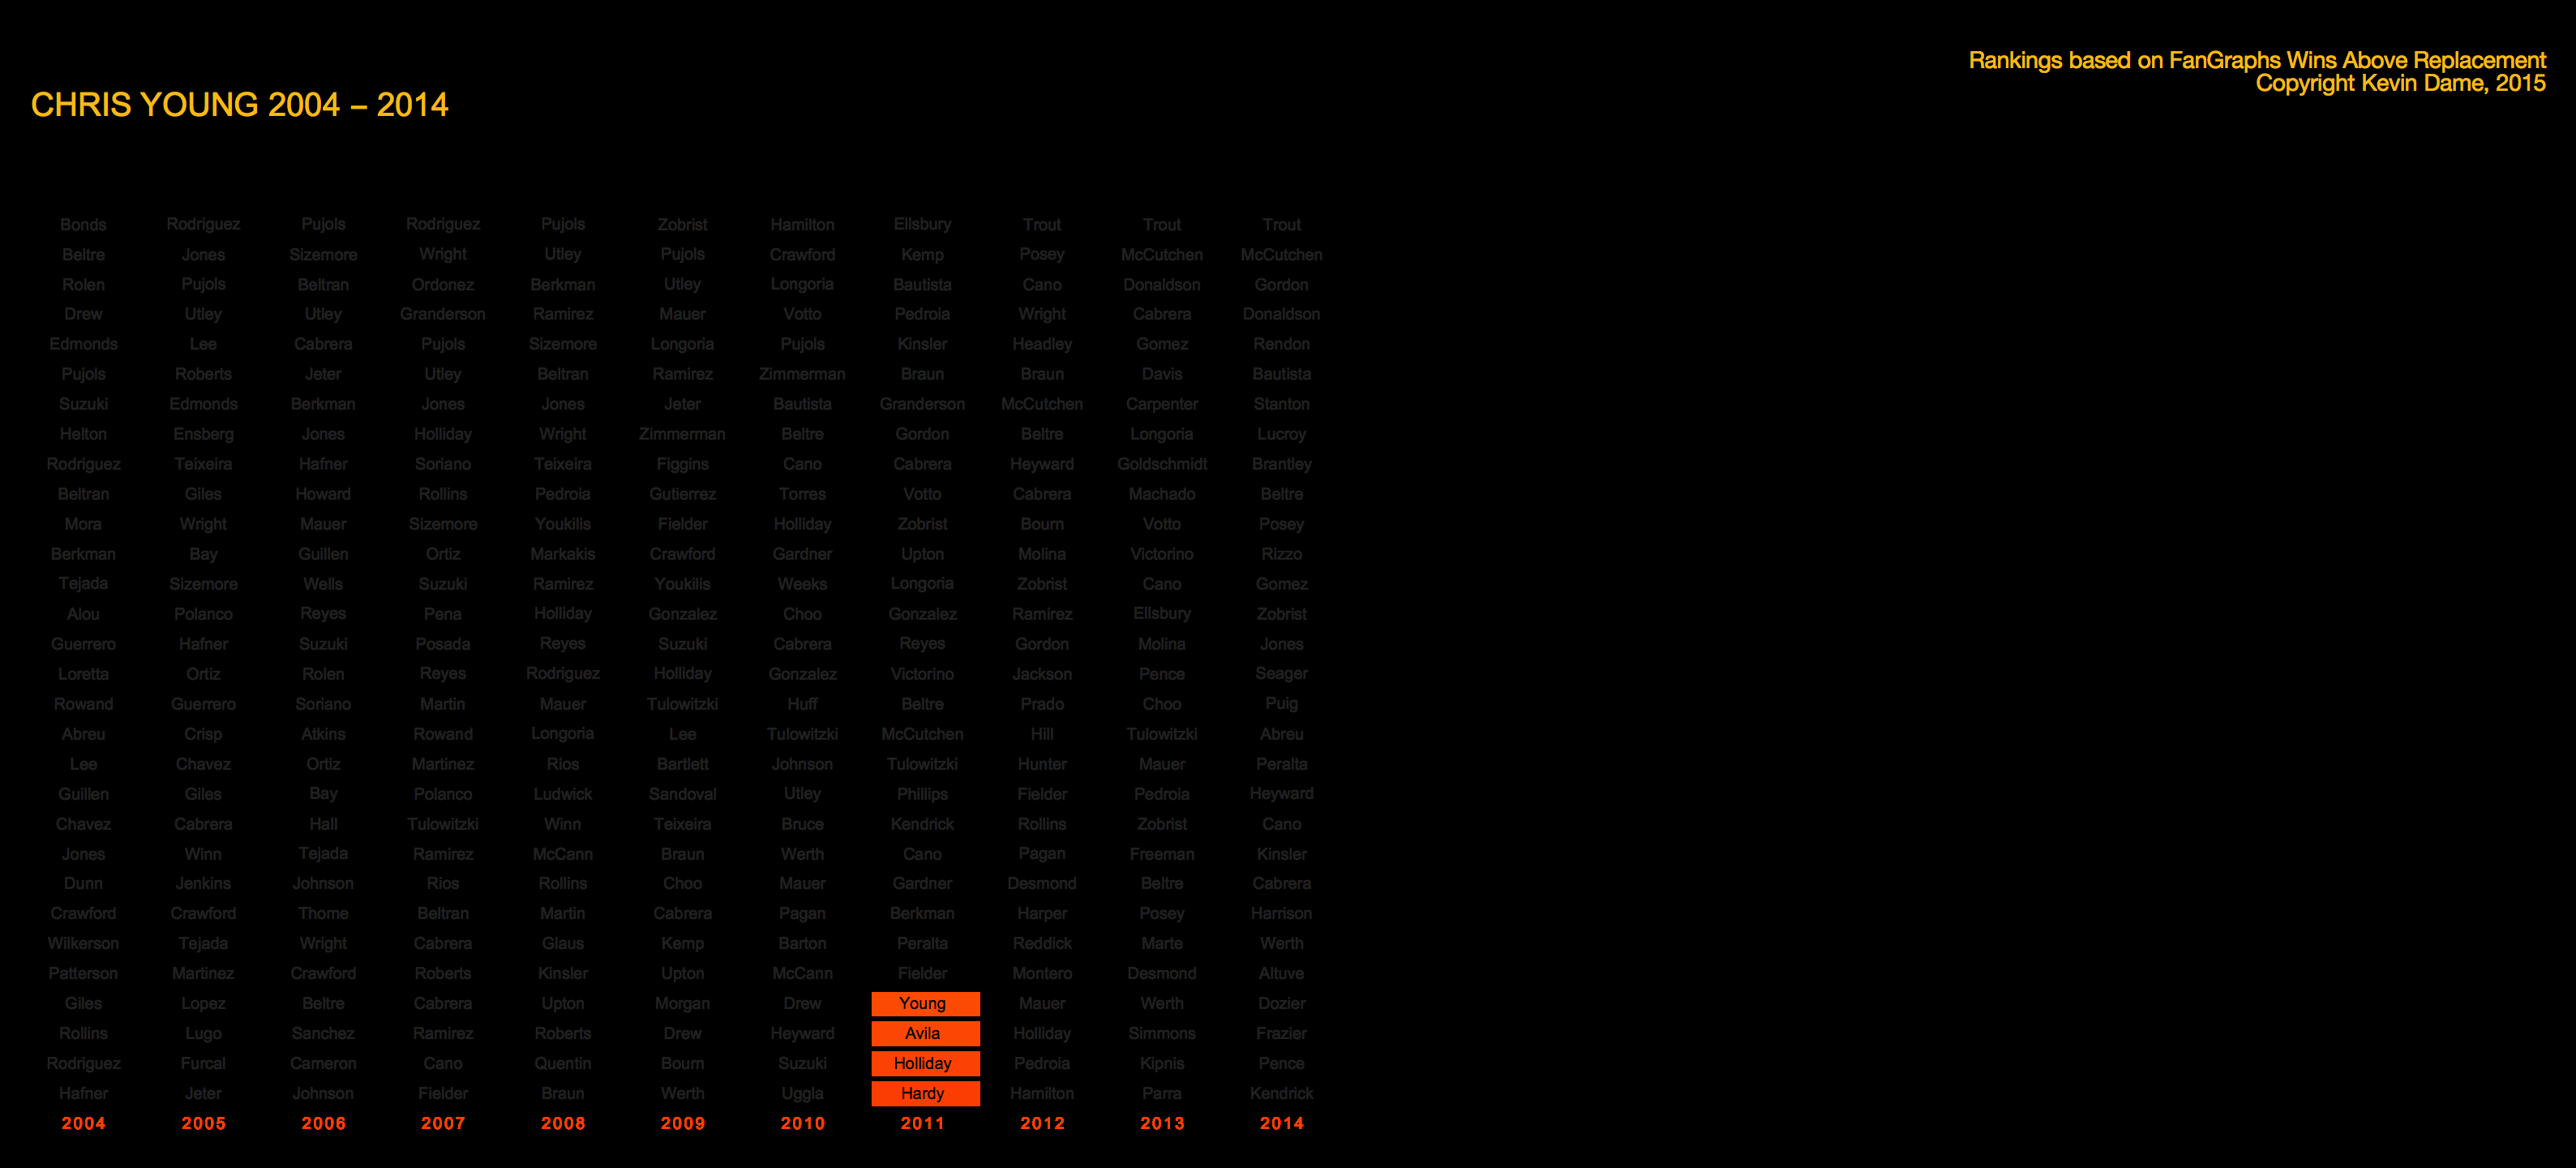 Rankings based on FanGraphs Wins Above Replacement
Copyright Kevin Dame, 2015
CHRIS YOUNG 2004 – 2014
Bonds Rodriguez Pujols Rodriguez Pujols Zobrist Hamilton Ellsbury Trout Trout Trout
Beltre Jones Sizemore Wright Utley Pujols Crawford Kemp Posey McCutchen McCutchen
Rolen Pujols Beltran Ordonez Berkman Utley Longoria Bautista Cano Donaldson Gordon
Drew Utley Utley Granderson Ramirez Mauer Votto Pedroia Wright Cabrera Donaldson
Edmonds Lee Cabrera Pujols Sizemore Longoria Pujols Kinsler Headley Gomez Rendon
Pujols Roberts Jeter Utley Beltran Ramirez Zimmerman Braun Braun Davis Bautista
Suzuki Edmonds Berkman Jones Jones Jeter Bautista Granderson McCutchen Carpenter Stanton
Helton Ensberg Jones Holliday Wright Zimmerman Beltre Gordon Beltre Longoria Lucroy
Rodriguez Teixeira Hafner Soriano Teixeira Figgins Cano Cabrera Heyward Goldschmidt Brantley
Beltran Giles Howard Rollins Pedroia Gutierrez Torres Votto Cabrera Machado Beltre
Mora Wright Mauer Sizemore Youkilis Fielder Holliday Zobrist Bourn Votto Posey
Berkman Bay Guillen Ortiz Markakis Crawford Gardner Upton Molina Victorino Rizzo
Tejada Sizemore Wells Suzuki Ramirez Youkilis Weeks Longoria Zobrist Cano Gomez
Alou Polanco Reyes Pena Holliday Gonzalez Choo Gonzalez Ramirez Ellsbury Zobrist
Guerrero Hafner Suzuki Posada Reyes Suzuki Cabrera Reyes Gordon Molina Jones
Loretta Ortiz Rolen Reyes Rodriguez Holliday Gonzalez Victorino Jackson Pence Seager
Rowand Guerrero Soriano Martin Mauer Tulowitzki Huff Beltre Prado Choo Puig
Abreu Crisp Atkins Rowand Longoria Lee Tulowitzki McCutchen Hill Tulowitzki Abreu
Lee Chavez Ortiz Martinez Rios Bartlett Johnson Tulowitzki Hunter Mauer Peralta
Guillen Giles Bay Polanco Ludwick Sandoval Utley Phillips Fielder Pedroia Heyward
Chavez Cabrera Hall Tulowitzki Winn Teixeira Bruce Kendrick Rollins Zobrist Cano
Jones Winn Tejada Ramirez McCann Braun Werth Cano Pagan Freeman Kinsler
Dunn Jenkins Johnson Rios Rollins Choo Mauer Gardner Desmond Beltre Cabrera
Crawford Crawford Thome Beltran Martin Cabrera Pagan Berkman Harper Posey Harrison
Wilkerson Tejada Wright Cabrera Glaus Kemp Barton Peralta Reddick Marte Werth
Patterson Martinez Crawford Roberts Kinsler Upton McCann Fielder Montero Desmond Altuve
Giles Lopez Beltre Cabrera Upton Morgan Drew Young Mauer Werth Dozier
Rollins Lugo Sanchez Ramirez Roberts Drew Heyward Avila Holliday Simmons Frazier
Rodriguez Furcal Cameron Cano Quentin Bourn Suzuki Holliday Pedroia Kipnis Pence
Hafner Jeter Johnson Fielder Braun Werth Uggla Hardy Hamilton Parra Kendrick
2004 2005 2006 2007 2008 2009 2010 2011 2012 2013 2014